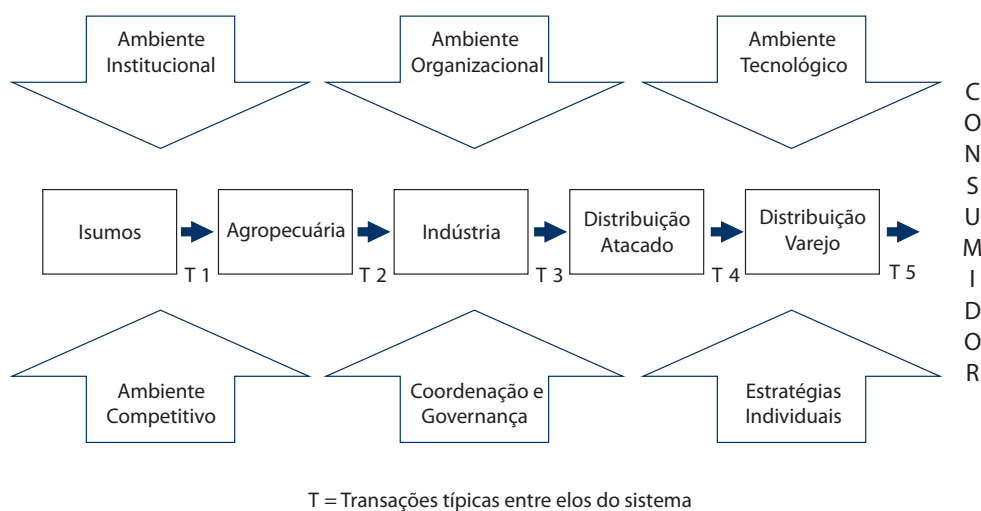 Ambiente
Institucional
Ambiente
Organizacional
Ambiente
Tecnológico
Isumos
Agropecuária
Indústria
Distribuição
Atacado
Distribuição
Varejo
T 1
T 2
T 3
T 4
T 5
C
O
N
S
U
M
I
D
O
R
Ambiente
Competitivo
Coordenação e
Governança
Estratégias
Individuais
T = Transações típicas entre elos do sistema